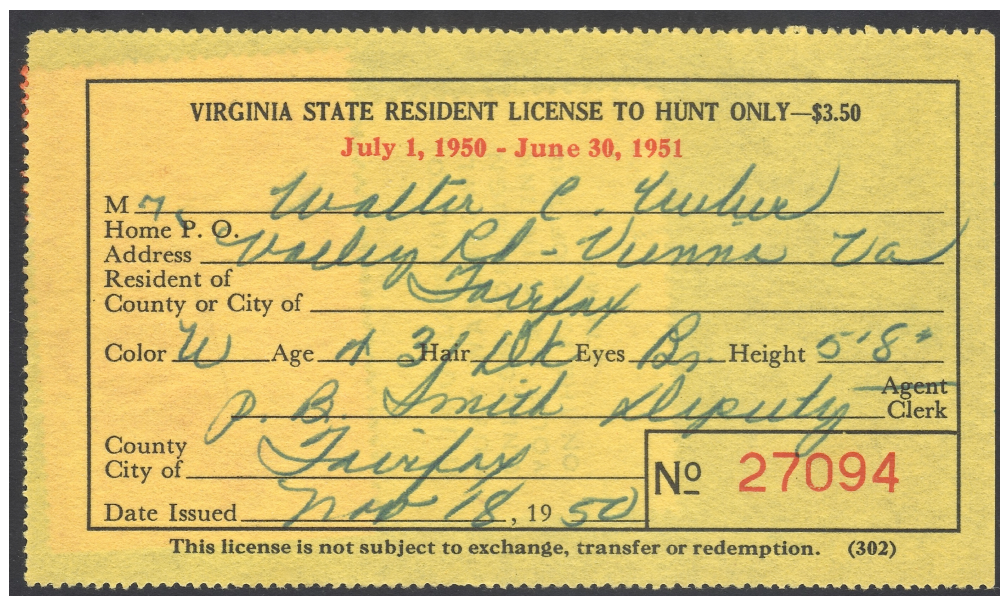 VIRGINIA STATE RESIDENT LICENSE TO HUNT ONLY—$3.50
July 1, 1950 - June 30, 1951
Mr. Walter C.
Home P. O.
Address Valley Rd - Vienna Va
Resident of
County or City of Fairfax
Color W Age Hair Dk Eyes Br. Height 5'8"
Agent
P. B. Smith Deputy Clerk
County
City of Fairfax
Nº 27094
Date Issued Nov 18, 1950
This license is not subject to exchange, transfer or redemption. (302)